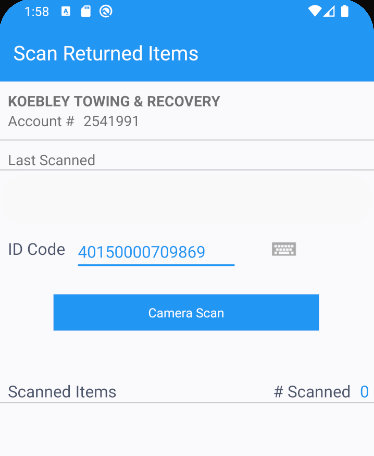 1:58
Scan Returned Items
KOEBLEY TOWING & RECOVERY
Account # 2541991
Last Scanned
ID Code 40150000709869
Camera Scan
Scanned Items # Scanned 0